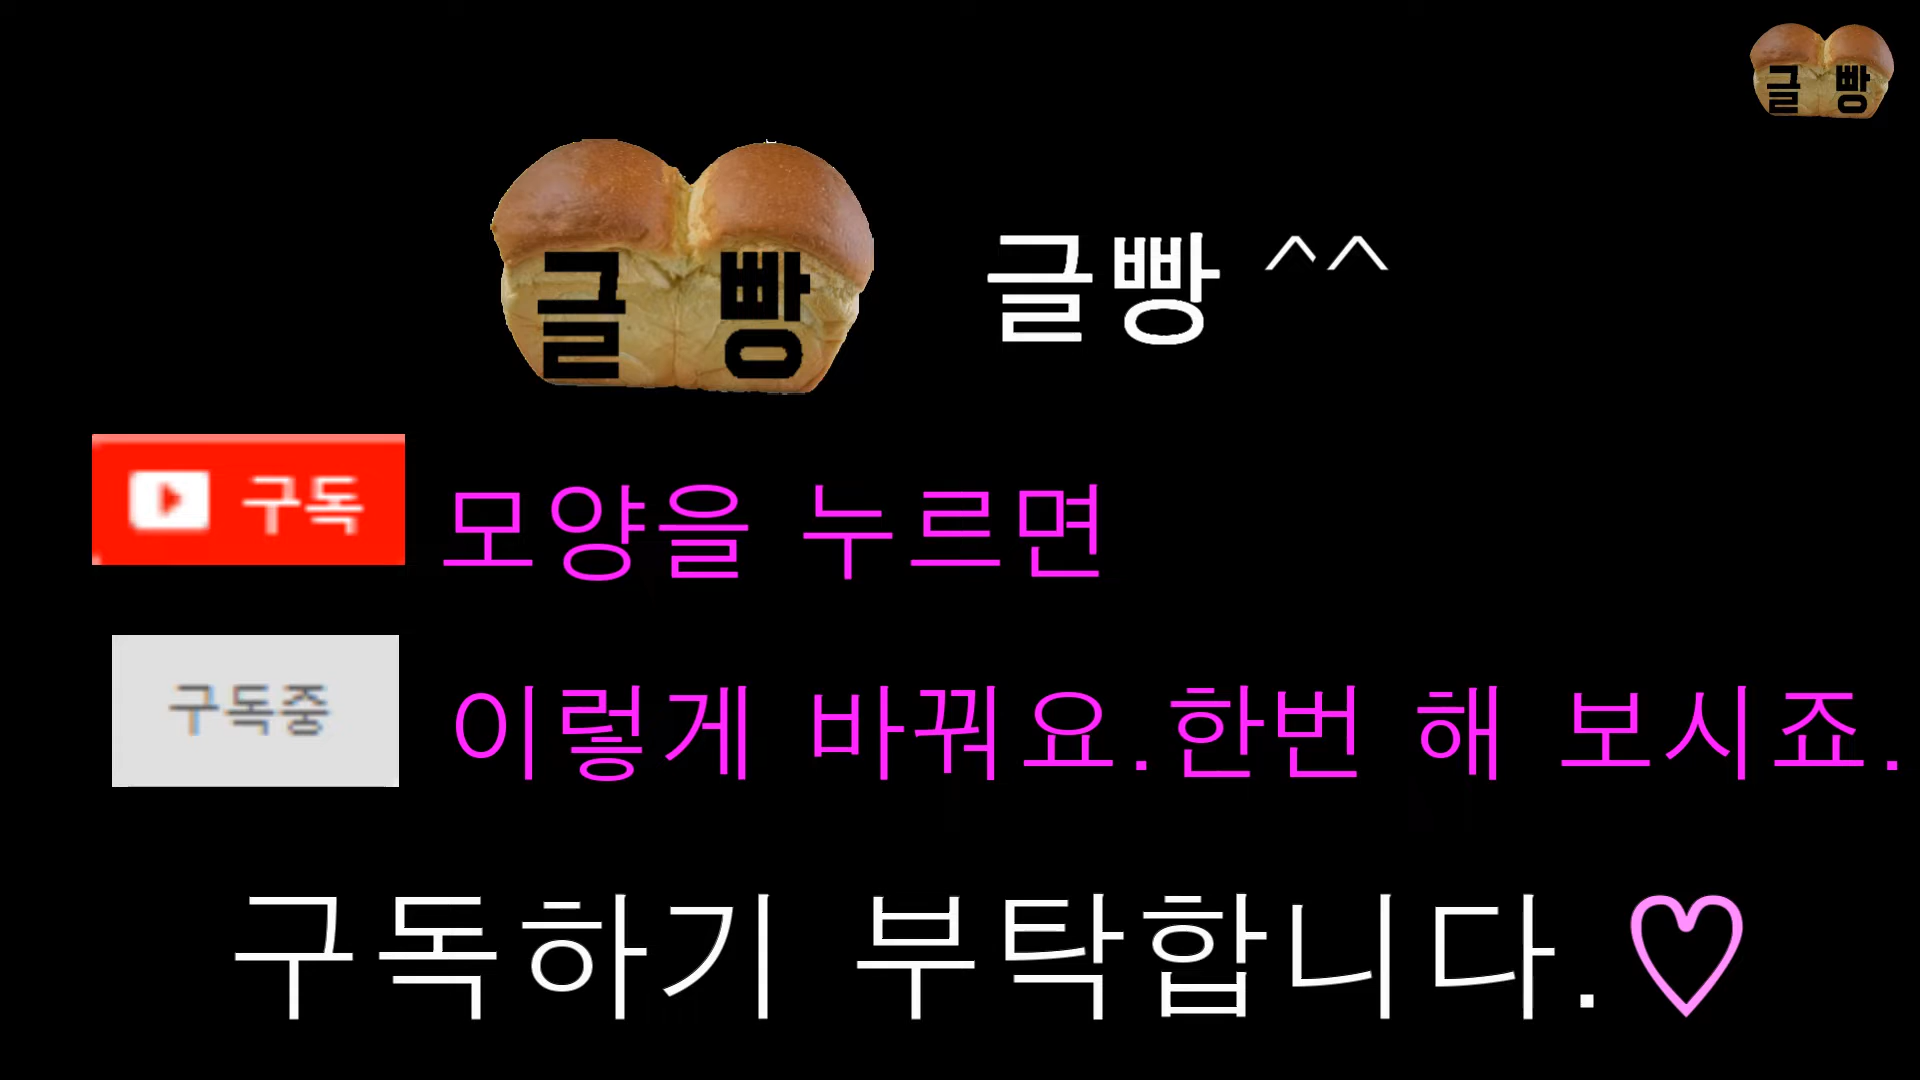 글 빵
글 빵 글빵 ^^
구독 모양을 누르면
구독중 이렇게 바꿔요.한번 해 보시죠.
구독하기 부탁합니다.♡